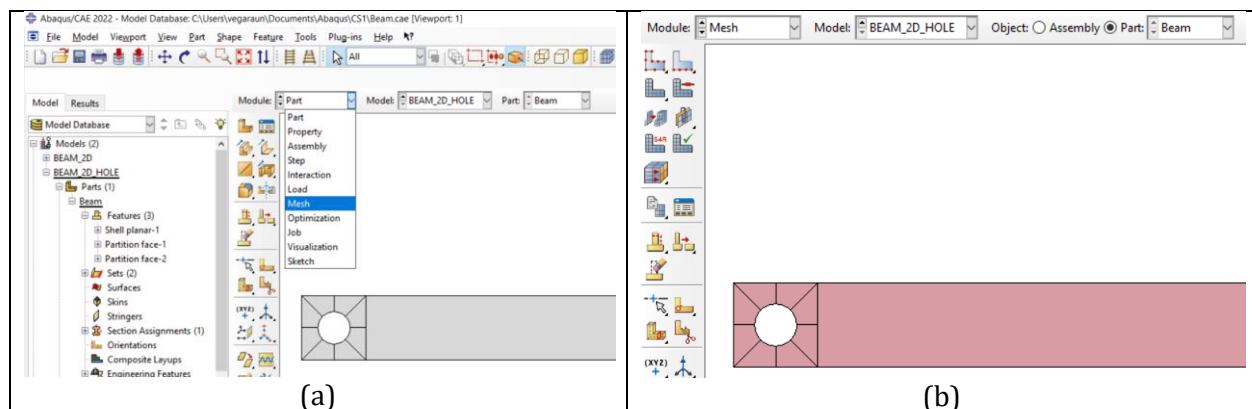 Abaqus/CAE 2022 - Model Database: C:\Users\vegaraun\Documents\Abaqus\CS1\Beam.cae [Viewport: 1]
File Model Viewport View Part Shape Feature Tools Plug-ins Help
All
Model Results
Module: Part Model: BEAM_2D_HOLE Part: Beam
Model Database
Models (2)
BEAM_2D
BEAM_2D_HOLE
Parts (1)
Beam
Features (3)
Shell planar-1
Partition face-1
Partition face-2
Sets (2)
Surfaces
Skins
Stringers
Section Assignments (1)
Orientations
Composite Layups
Engineering Features
Part
Property
Assembly
Step
Interaction
Load
Mesh
Optimization
Job
Visualization
Sketch
(XYZ)
(a)
Module: Mesh Model: BEAM_2D_HOLE Object: Assembly Part: Beam
S4R
(XYZ)
(b)